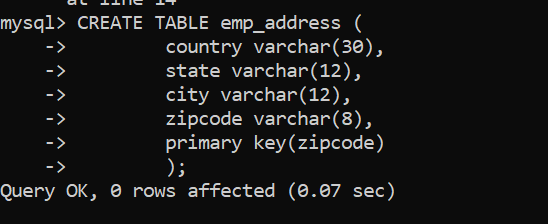 at line 14
mysql> CREATE TABLE emp_address (
    ->         country varchar(30),
    ->         state varchar(12),
    ->         city varchar(12),
    ->         zipcode varchar(8),
    ->         primary key(zipcode)
    ->         );
Query OK, 0 rows affected (0.07 sec)